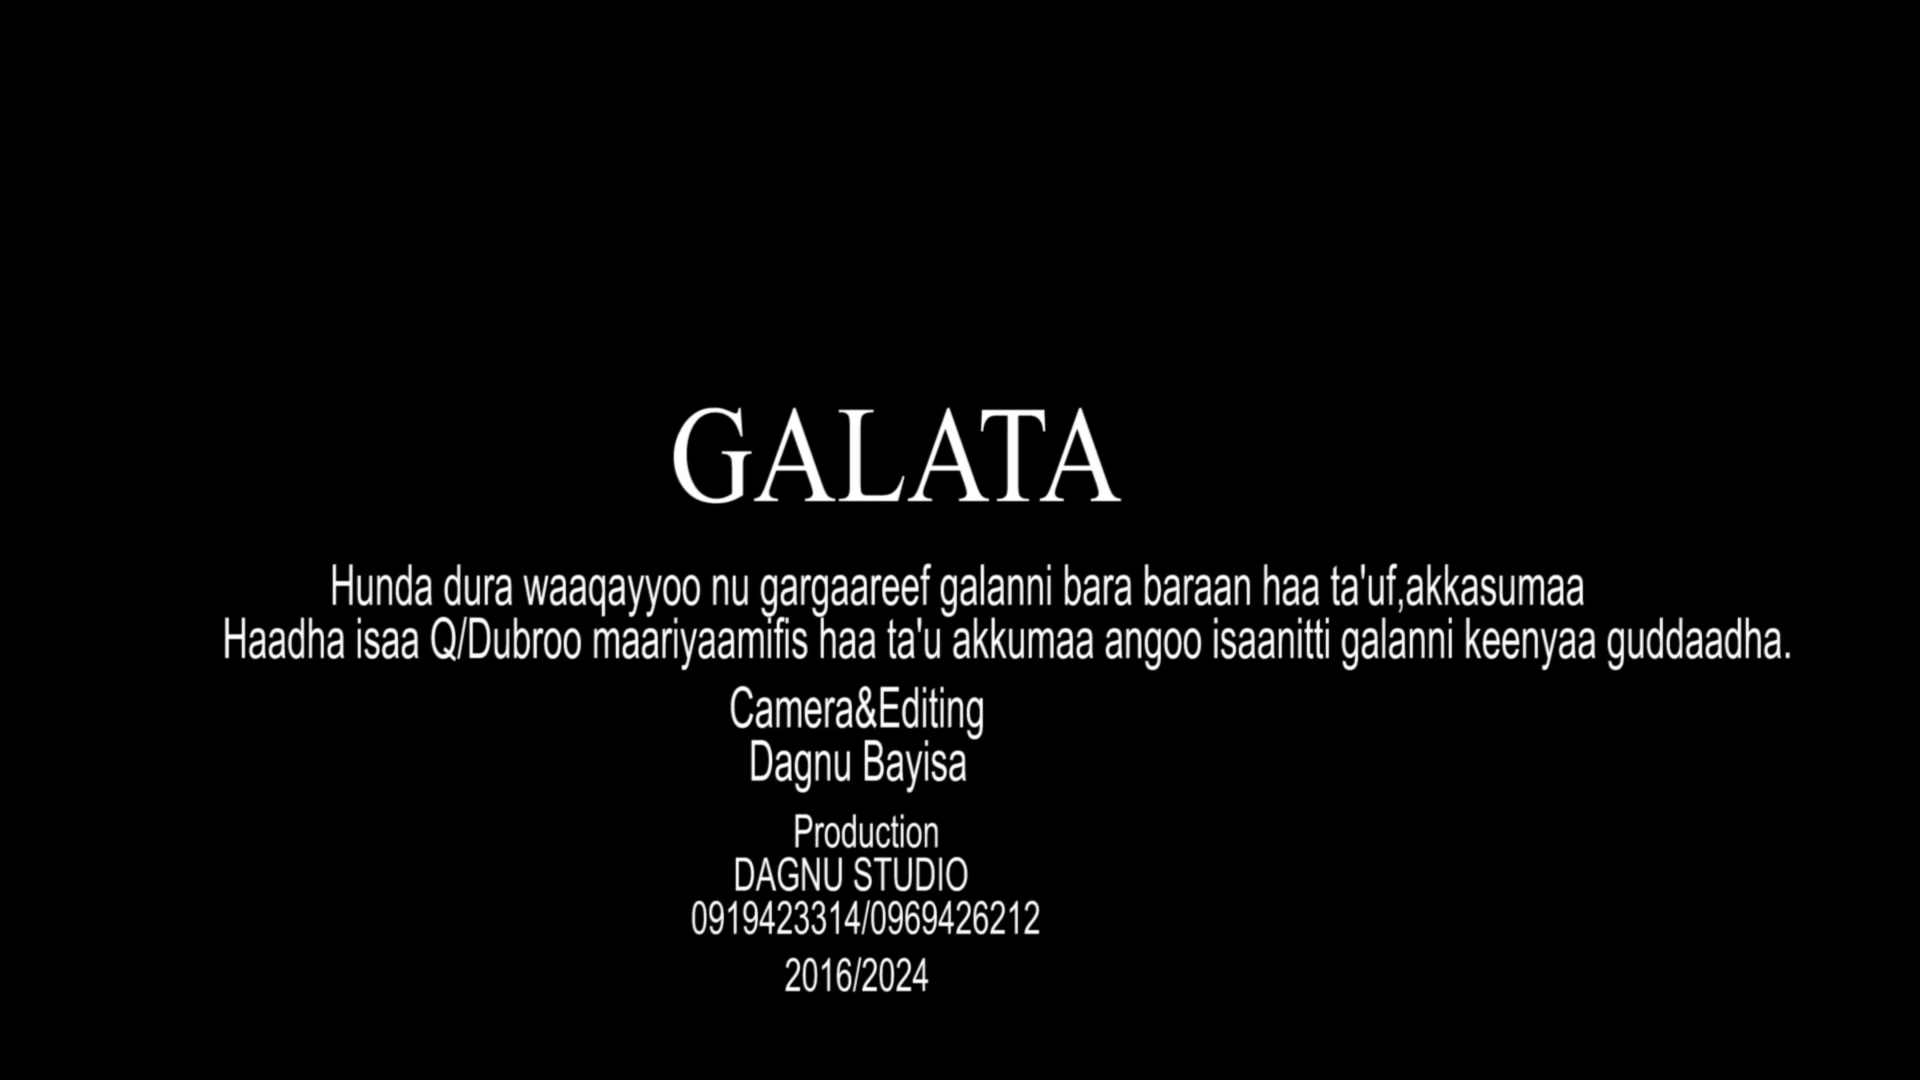 GALATA
Hunda dura waaqayyoo nu gargaareef galanni bara baraan haa ta'uf,akkasumaa
Haadha isaa Q/Dubroo maariyaamifis haa ta'u akkumaa angoo isaanitti galanni keenyaa guddaadha.
Camera&Editing
Dagnu Bayisa
Production
DAGNU STUDIO
0919423314/0969426212
2016/2024